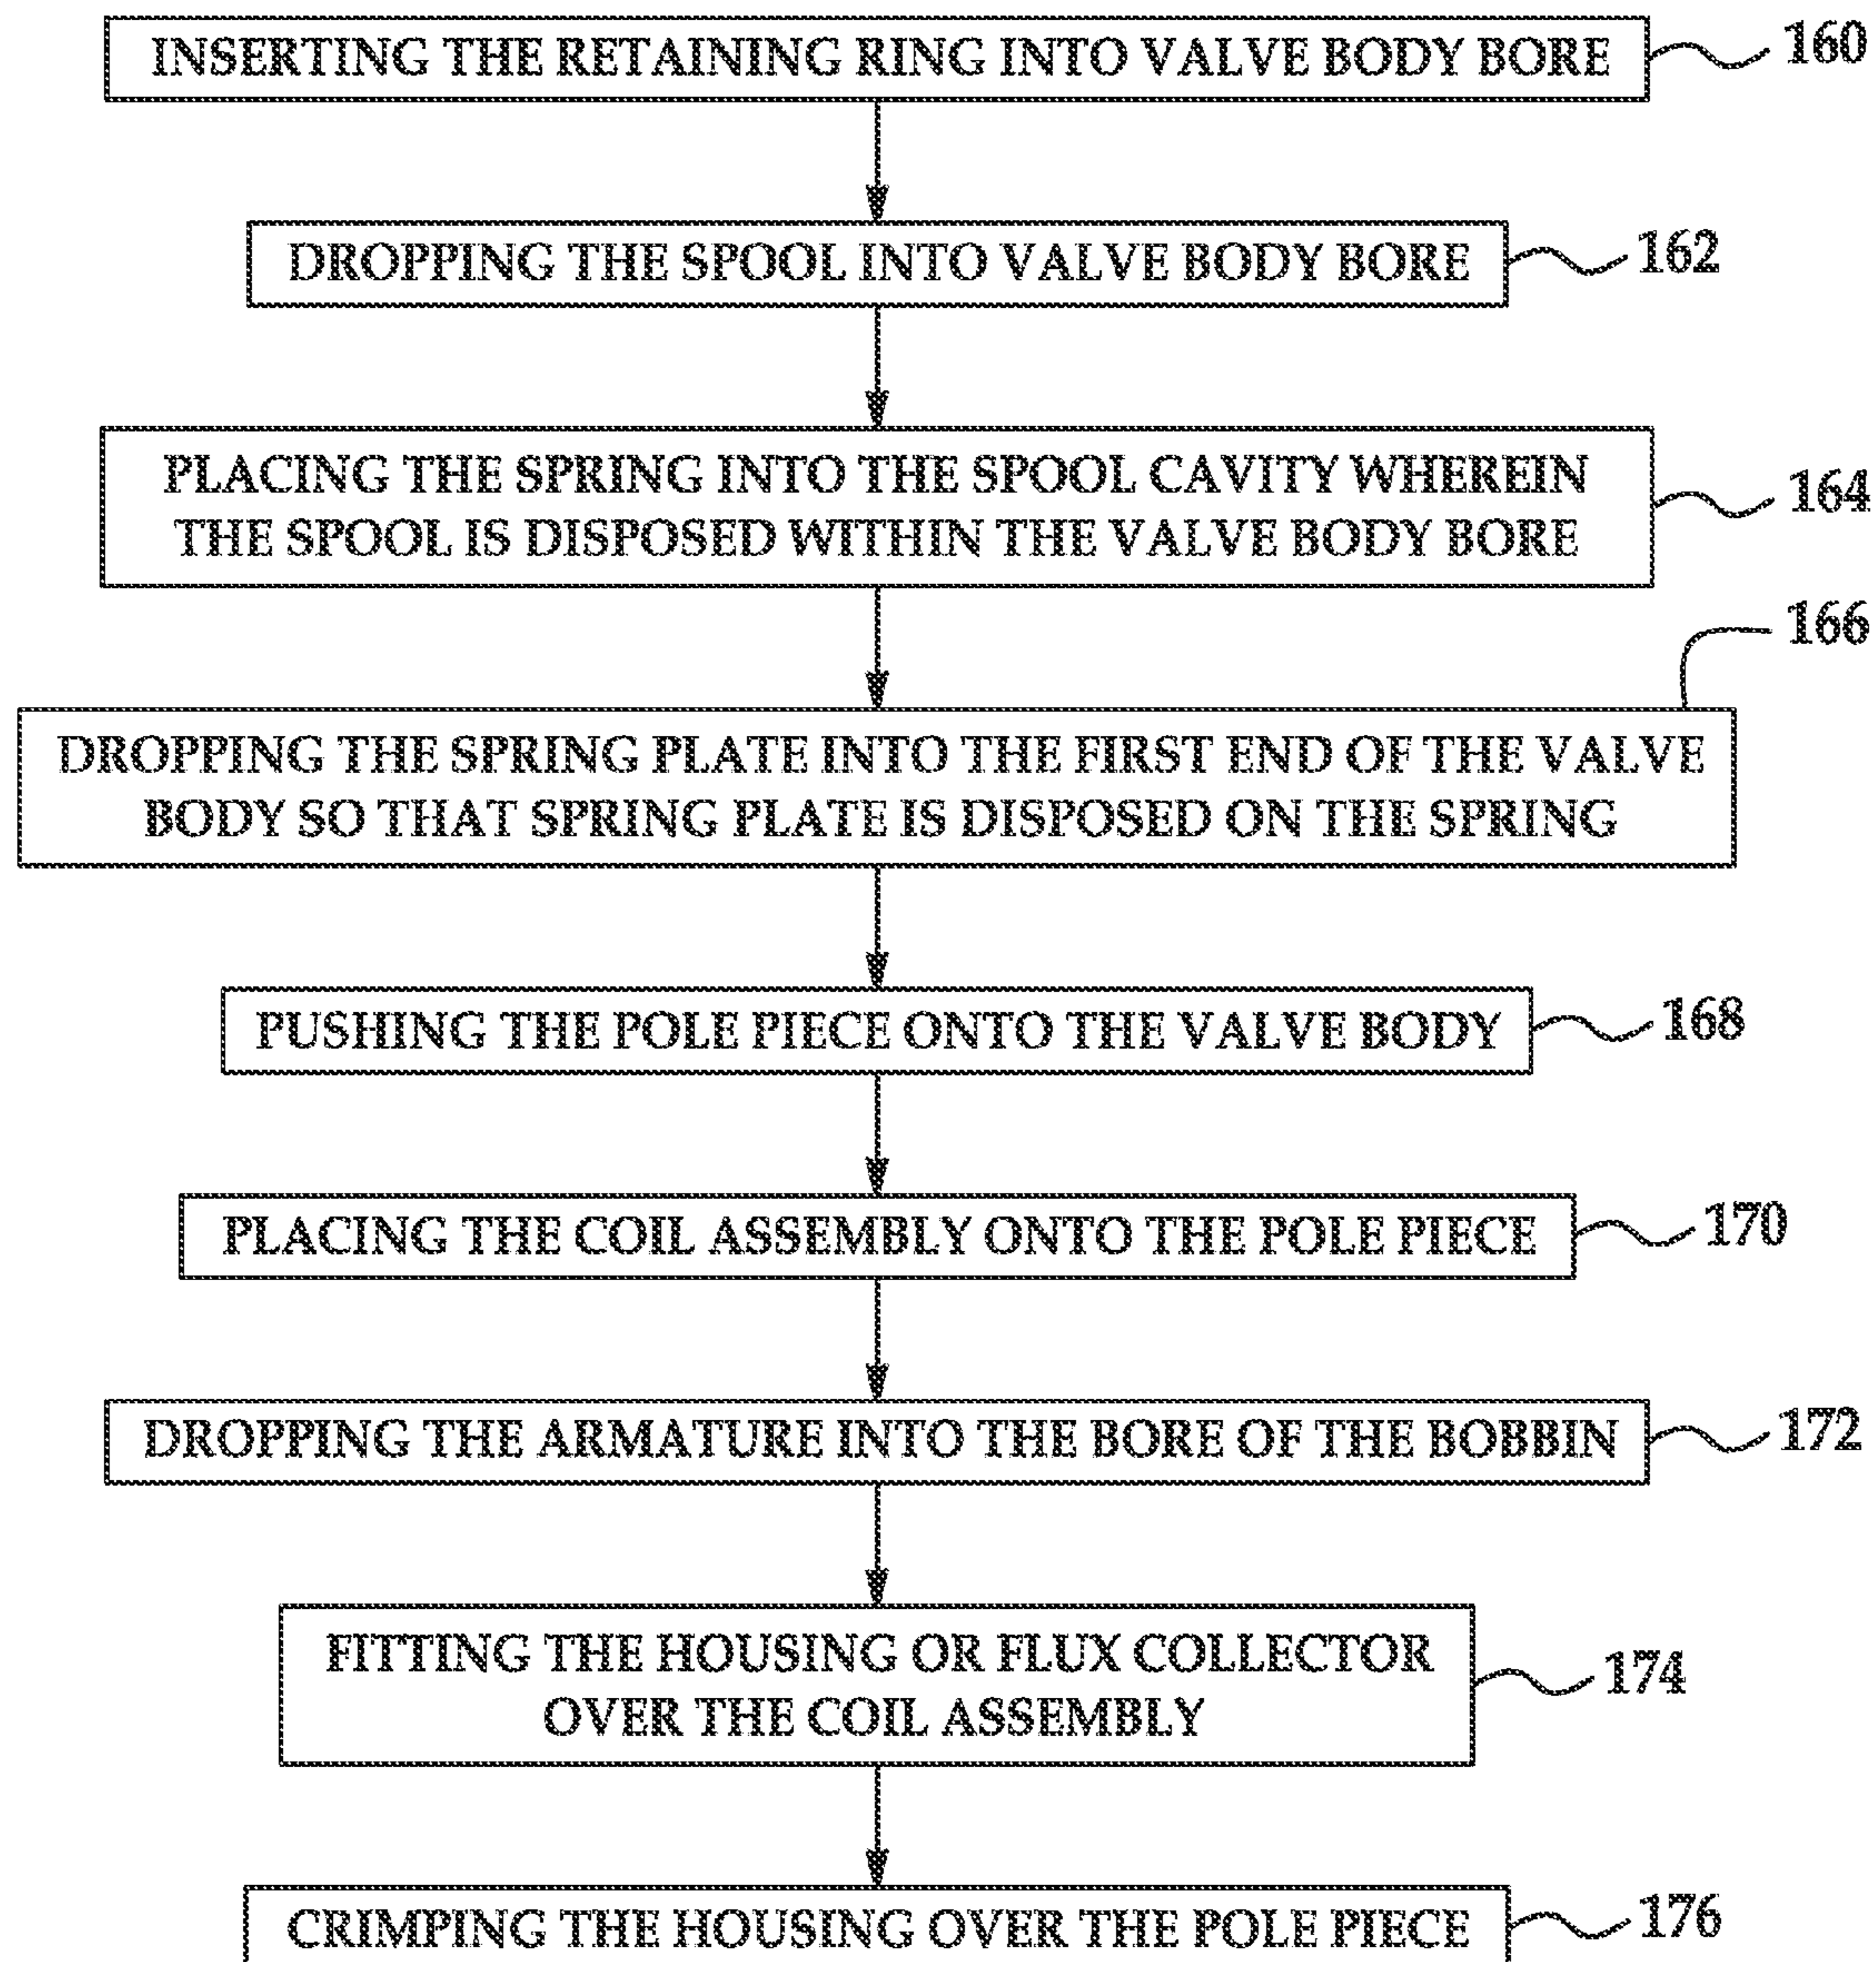 INSERTING THE RETAINING RING INTO VALVE BODY BORE
160
DROPPING THE SPOOL INTO VALVE BODY BORE
162
PLACING THE SPRING INTO THE SPOOL CAVITY WHEREIN
THE SPOOL IS DISPOSED WITHIN THE VALVE BODY BORE
164
166
DROPPING THE SPRING PLATE INTO THE FIRST END OF THE VALVE
BODY SO THAT SPRING PLATE IS DISPOSED ON THE SPRING
PUSHING THE POLE PIECE ONTO THE VALVE BODY
168
PLACING THE COIL ASSEMBLY ONTO THE POLE PIECE
170
DROPPING THE ARMATURE INTO THE BORE OF THE BOBBIN
172
FITTING THE HOUSING OR FLUX COLLECTOR
OVER THE COIL ASSEMBLY
174
CRIMPING THE HOUSING OVER THE POLE PIECE
176